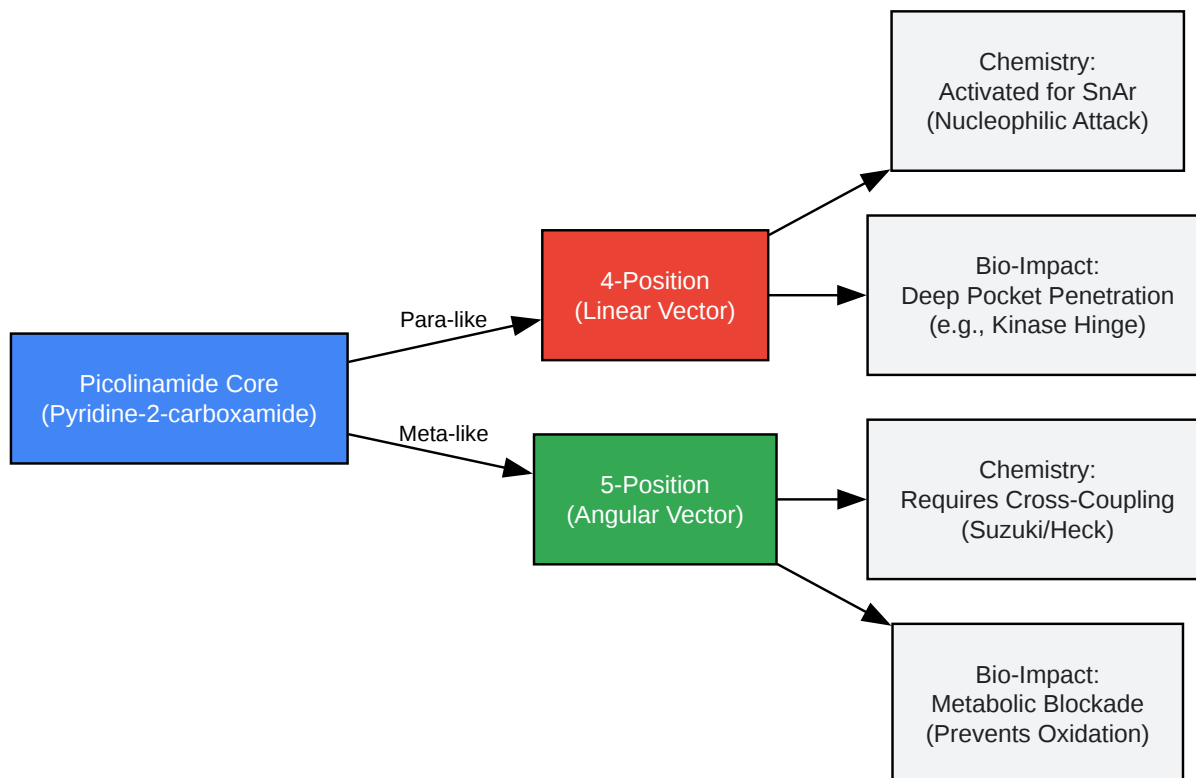 Chemistry:
Activated for SnAr
(Nucleophilic Attack)
4-Position
(Linear Vector)
Bio-Impact:
Deep Pocket Penetration
(e.g., Kinase Hinge)
Para-like
Picolinamide Core
(Pyridine-2-carboxamide)
Meta-like
5-Position
(Angular Vector)
Chemistry:
Requires Cross-Coupling
(Suzuki/Heck)
Bio-Impact:
Metabolic Blockade
(Prevents Oxidation)